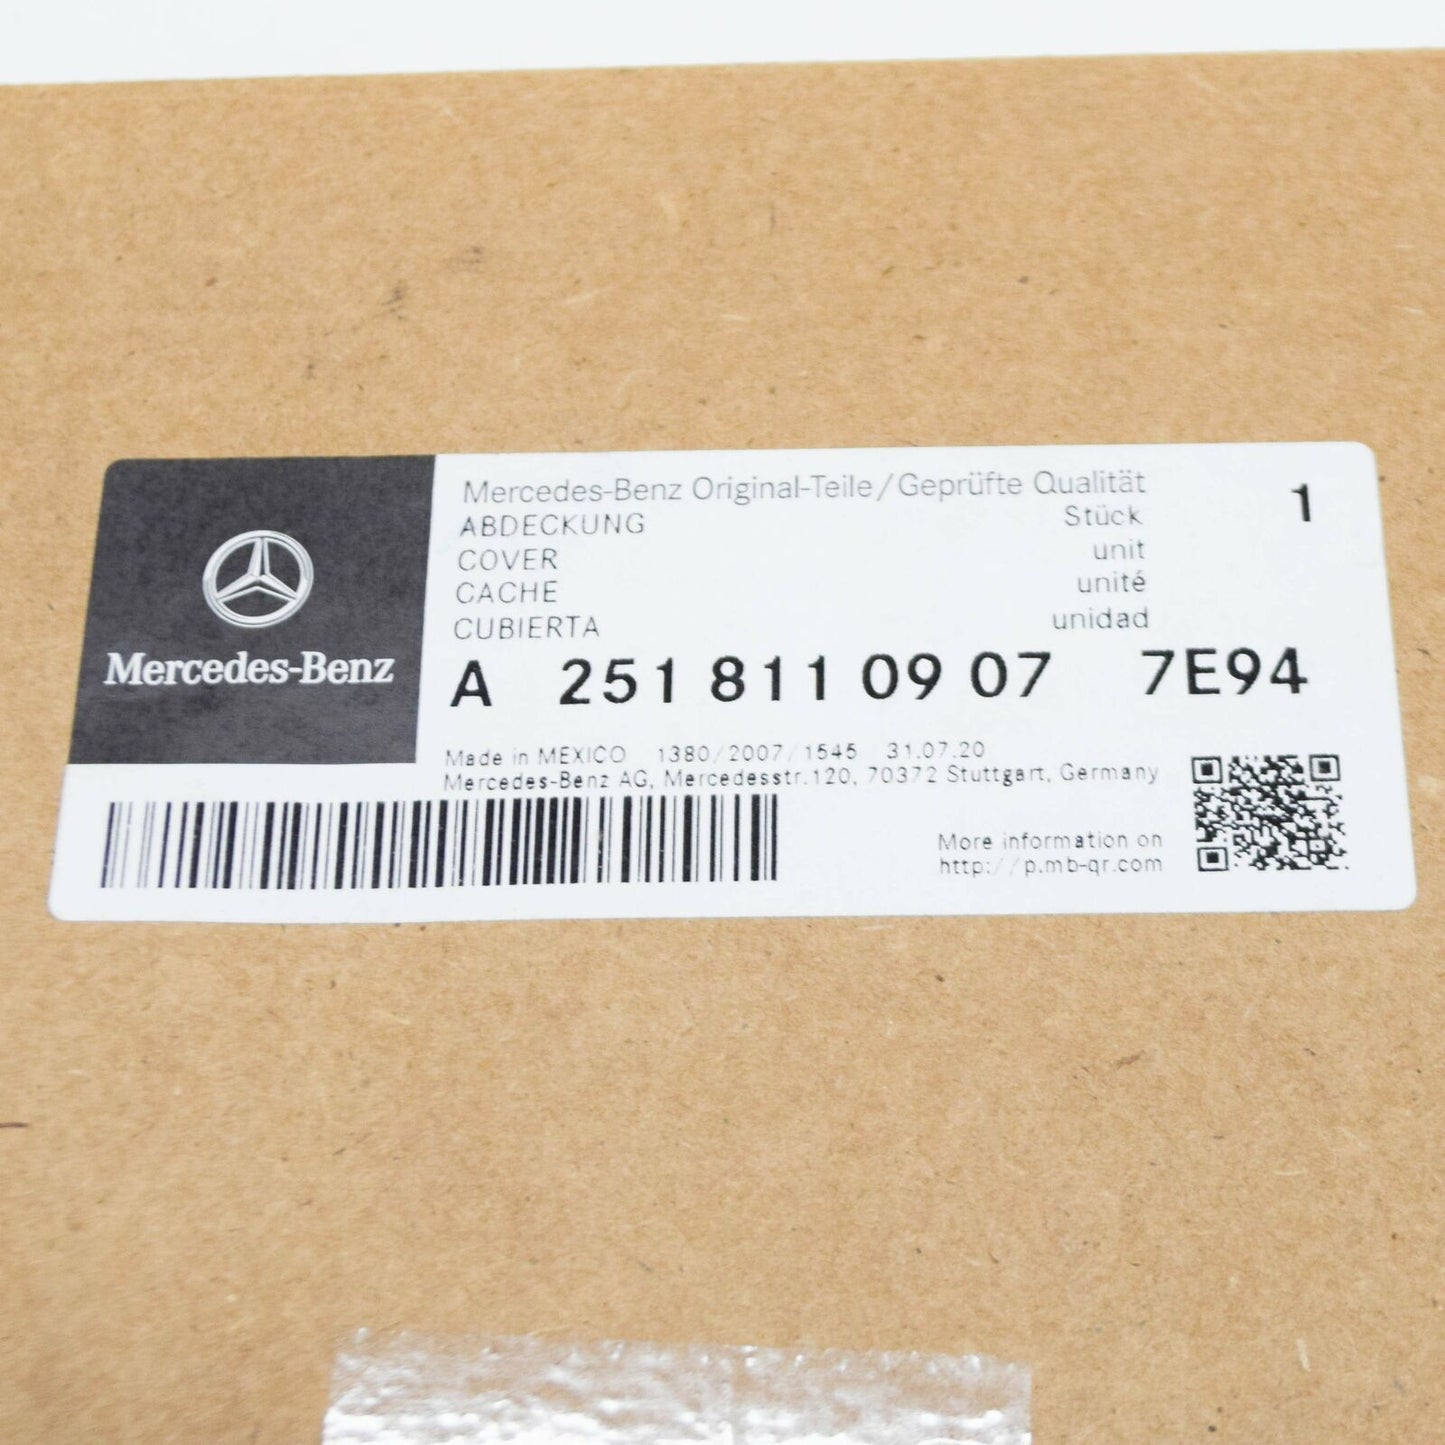 Mercedes-Benz
Mercedes-Benz Original-Teile/Geprüfte Qualität
ABDECKUNG Stück 1
COVER unit
CACHE unité
CUBIERTA unidad
A 251 811 09 07 7E94
Made in MEXICO 1380/2007/1545 31.07.20
Mercedes-Benz AG, Mercedesstr.120, 70372 Stuttgart, Germany
More information on
http://p.mb-qr.com